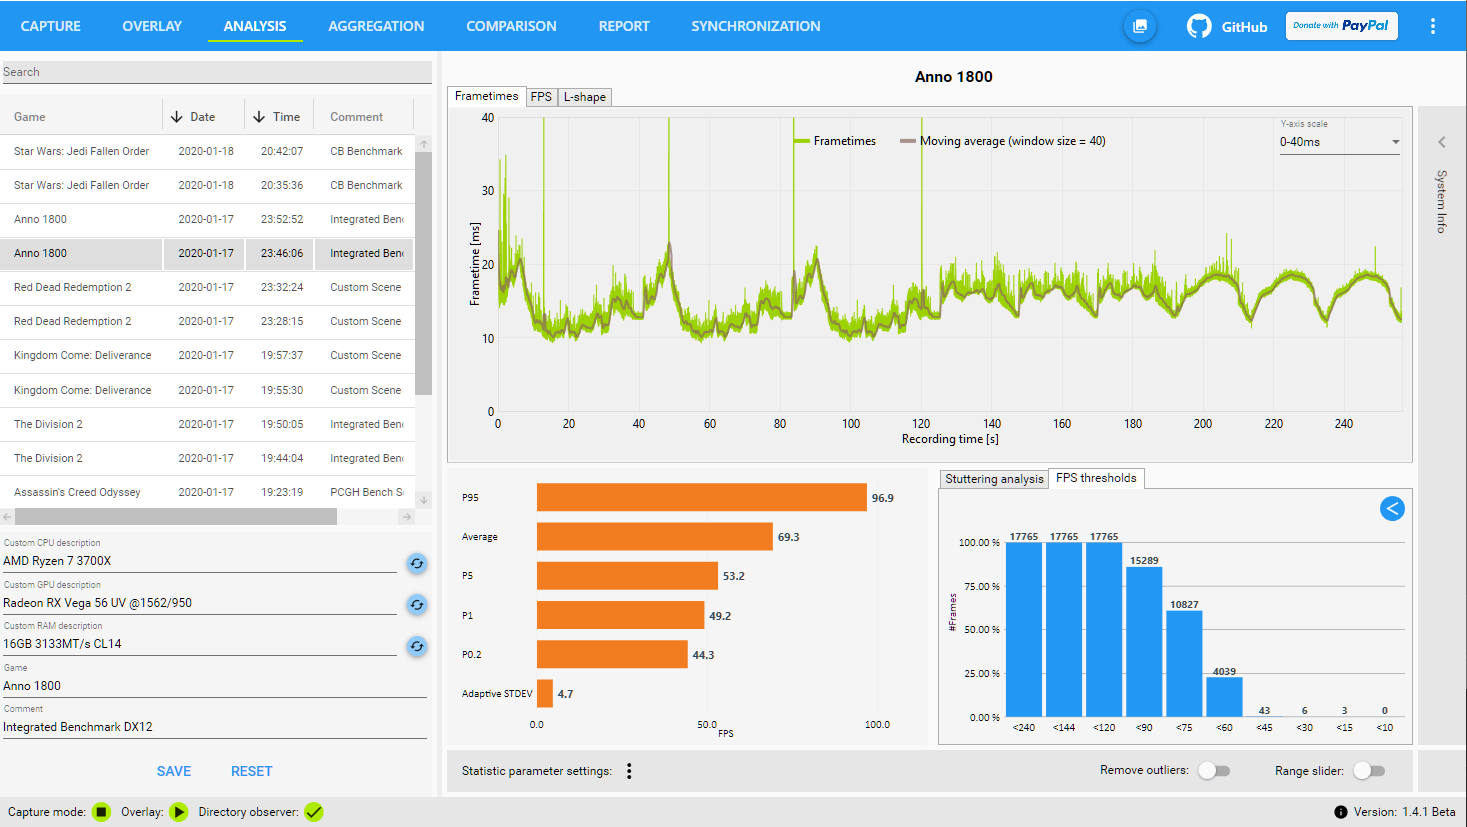 CAPTURE OVERLAY ANALYSIS AGGREGATION COMPARISON REPORT SYNCHRONIZATION GitHub Donate with PayPal
Search
Game Date Time Comment
Star Wars: Jedi Fallen Order 2020-01-18 20:42:07 CB Benchmark
Star Wars: Jedi Fallen Order 2020-01-18 20:35:36 CB Benchmark
Anno 1800 2020-01-17 23:52:52 Integrated Benc
Anno 1800 2020-01-17 23:46:06 Integrated Benc
Red Dead Redemption 2 2020-01-17 23:32:24 Custom Scene
Red Dead Redemption 2 2020-01-17 23:28:15 Custom Scene
Kingdom Come: Deliverance 2020-01-17 19:57:37 Custom Scene
Kingdom Come: Deliverance 2020-01-17 19:55:30 Custom Scene
The Division 2 2020-01-17 19:50:05 Integrated Benc
The Division 2 2020-01-17 19:44:04 Integrated Benc
Assassin's Creed Odyssey 2020-01-17 19:23:19 PCGH Bench S
Custom CPU description
AMD Ryzen 7 3700X
Custom GPU description
Radeon RX Vega 56 UV @1562/950
Custom RAM description
16GB 3133MT/s CL14
Game
Anno 1800
Comment
Integrated Benchmark DX12
SAVE RESET
Anno 1800
Frametimes FPS L-shape
Frametimes Moving average (window size = 40)
Y-axis scale
0-40ms
Frametime [ms]
40
30
20
10
0
0 20 40 60 80 100 120 140 160 180 200 220 240
Recording time [s]
System Info
P95 96.9
Average 69.3
P5 53.2
P1 49.2
P0.2 44.3
Adaptive STDEV 4.7
0.0 50.0 100.0
FPS
Stuttering analysis FPS thresholds
<
#Frames
100.00 %
75.00 %
50.00 %
25.00 %
0.00 %
17765 17765 17765 15289 10827 4039 43 6 3 0
<240 <144 <120 <90 <75 <60 <45 <30 <15 <10
Statistic parameter settings: Remove outliers: Range slider:
Capture mode: Overlay: Directory observer: Version: 1.4.1 Beta